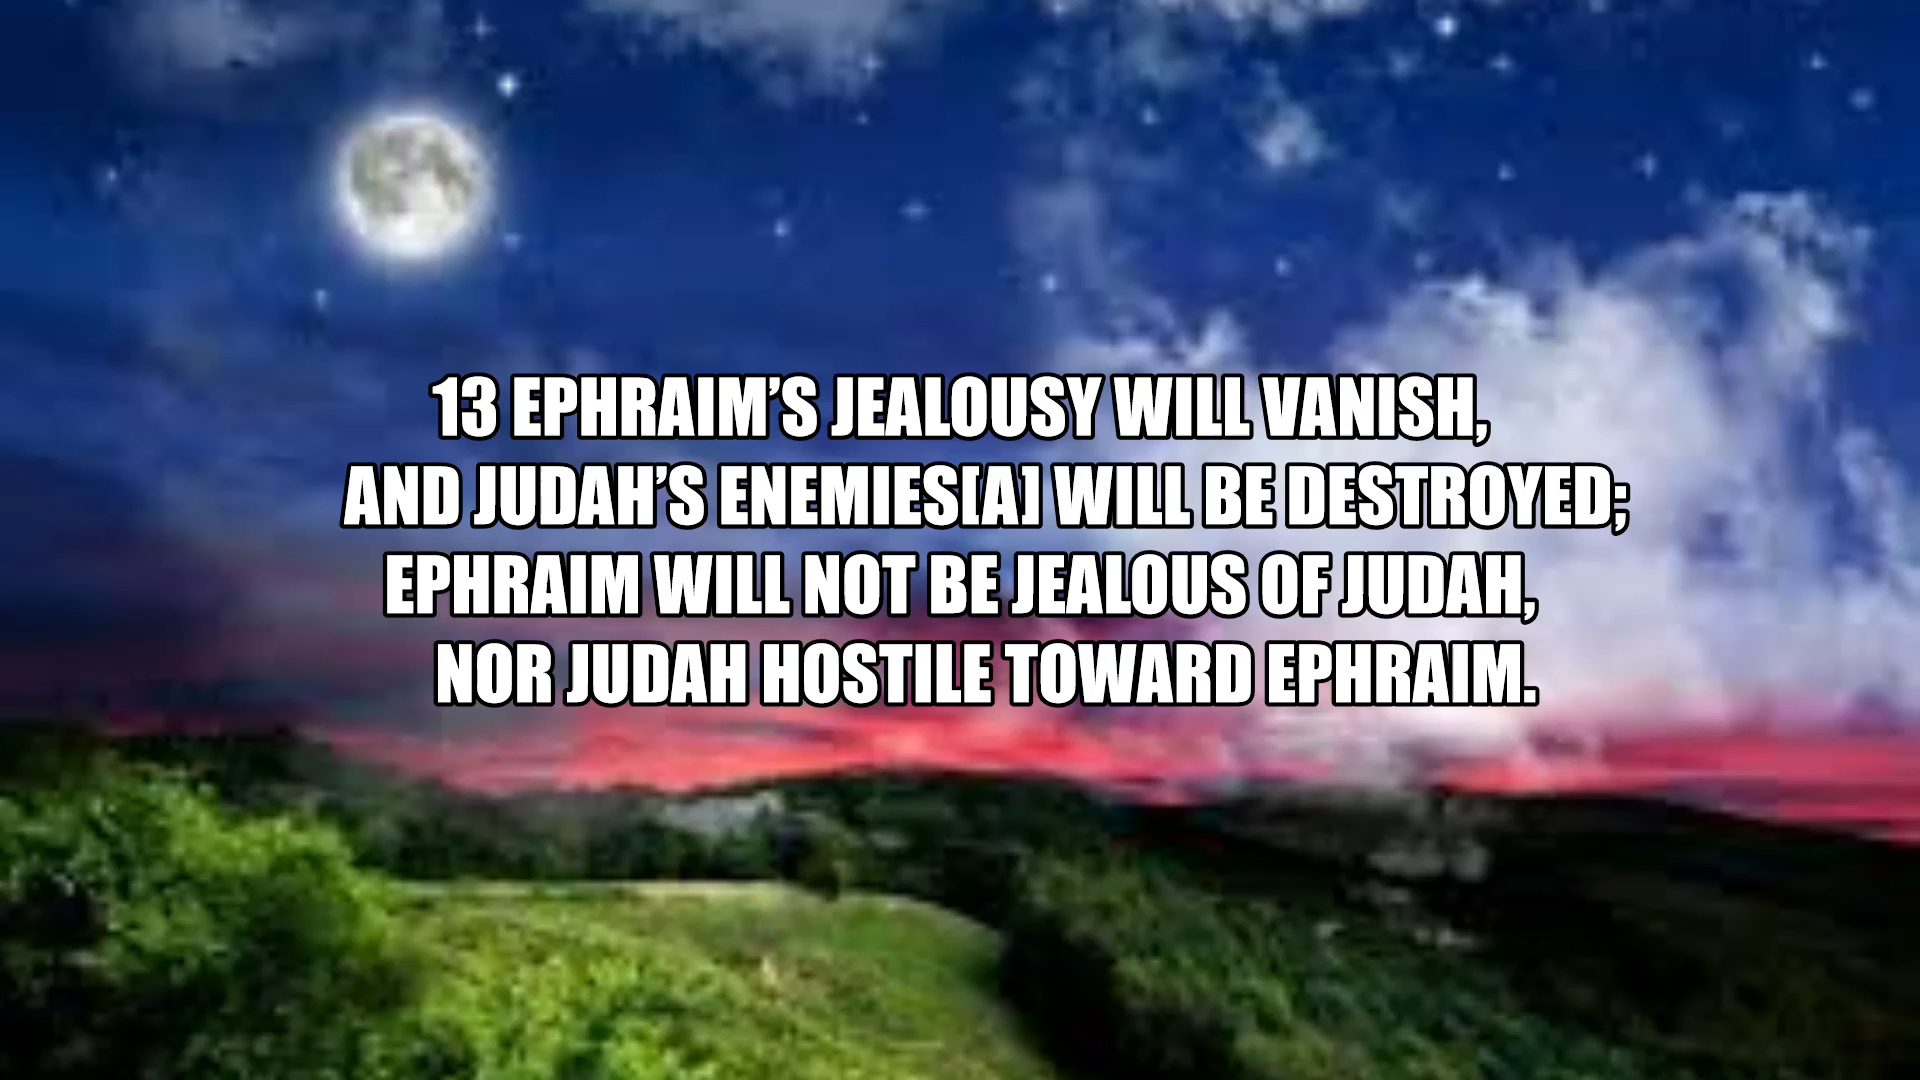 13 EPHRAIM’S JEALOUSY WILL VANISH,
AND JUDAH’S ENEMIES[A] WILL BE DESTROYED;
EPHRAIM WILL NOT BE JEALOUS OF JUDAH,
NOR JUDAH HOSTILE TOWARD EPHRAIM.